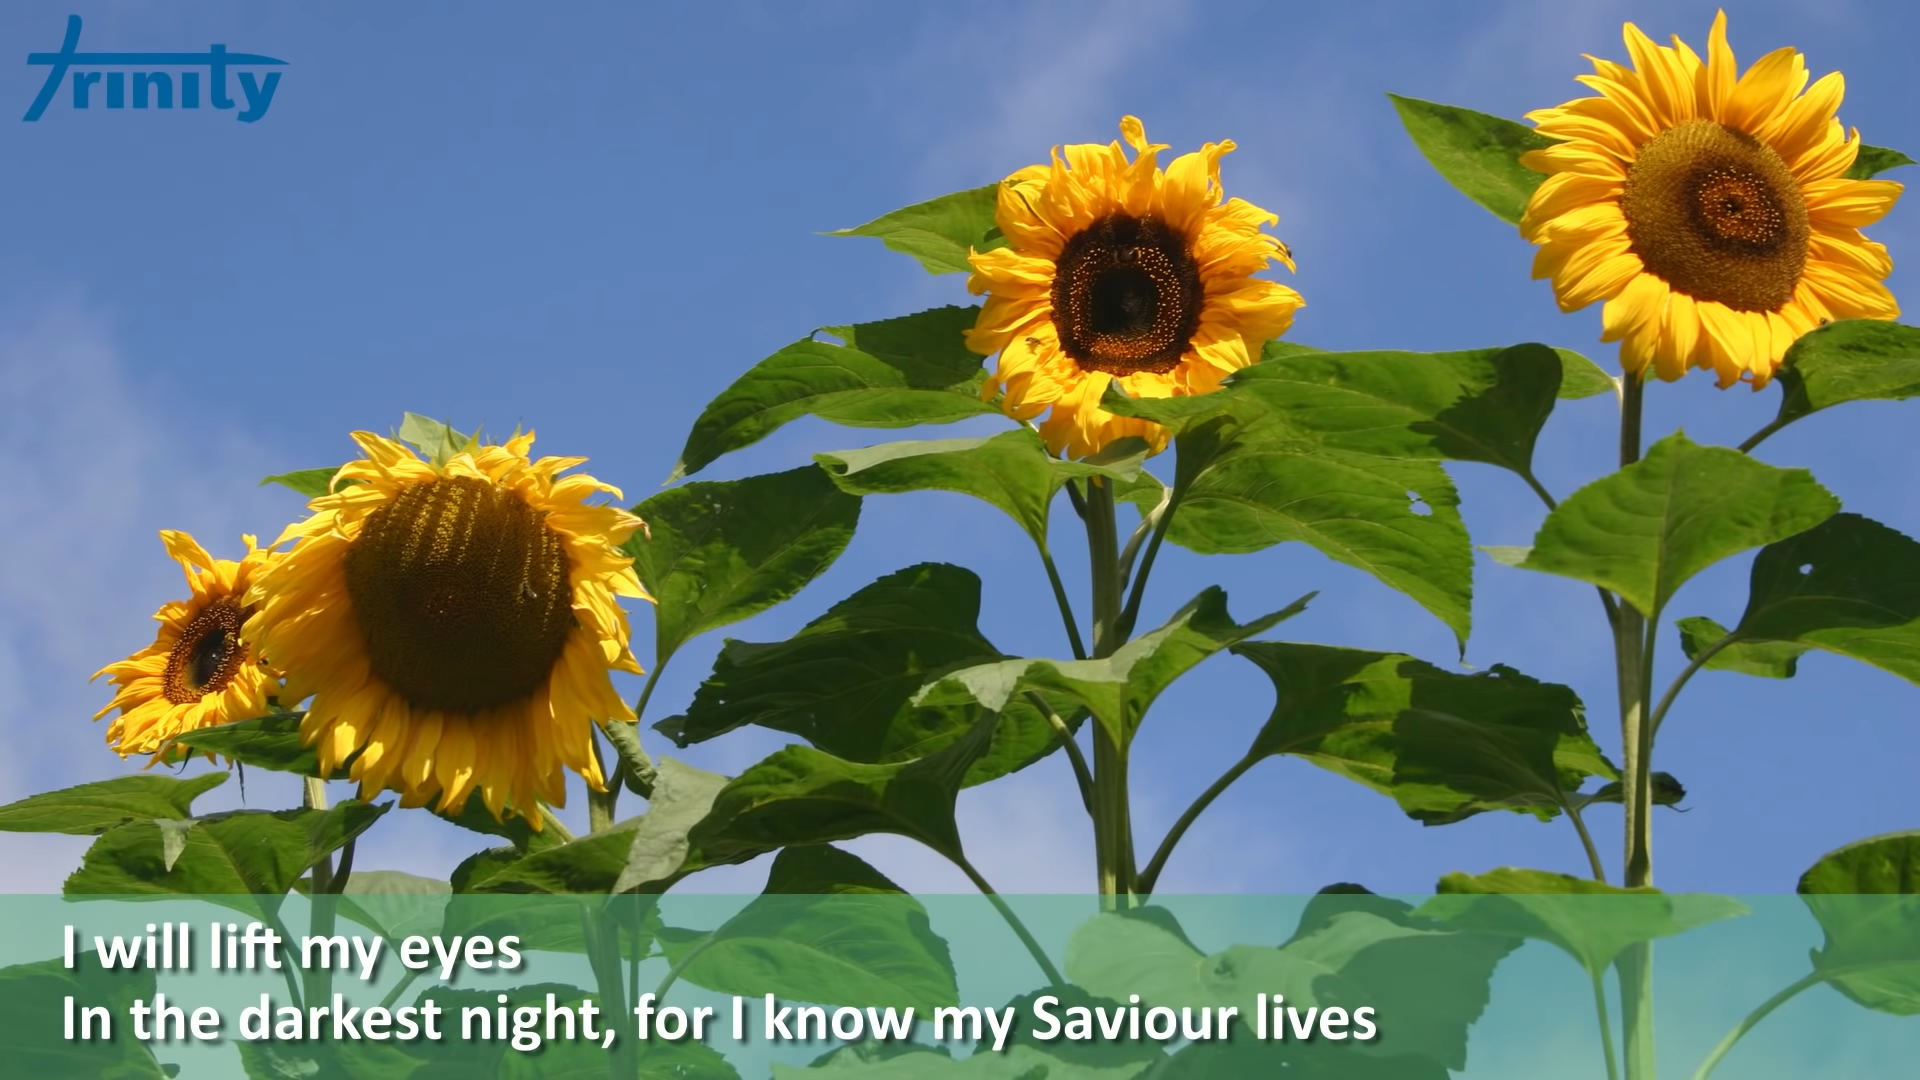 Trinity
I will lift my eyes
In the darkest night, for I know my Saviour lives